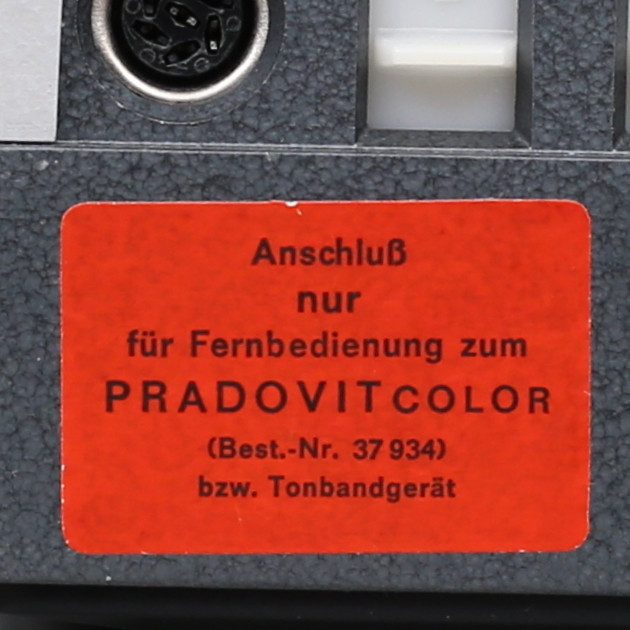 Anschluß
nur
für Fernbedienung zum
PRADOVITCOLOR
(Best.-Nr. 37 934)
bzw. Tonbandgerät